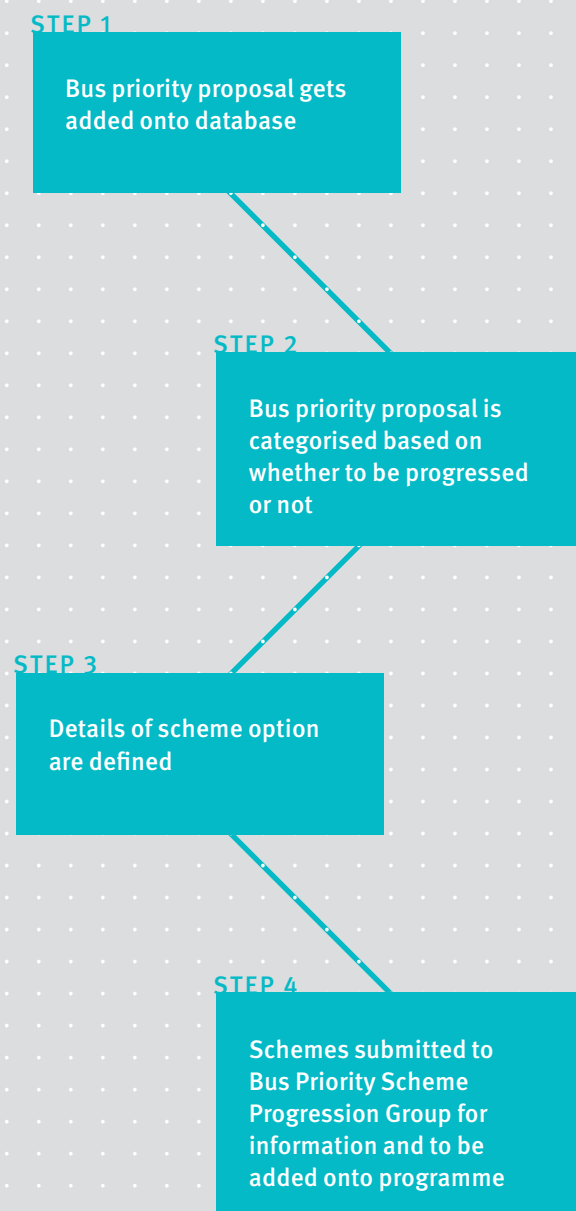 STEP 1
Bus priority proposal gets
added onto database
STEP 2
Bus priority proposal is
categorised based on
whether to be progressed
or not
STEP 3
Details of scheme option
are defined
STEP 4
Schemes submitted to
Bus Priority Scheme
Progression Group for
information and to be
added onto programme